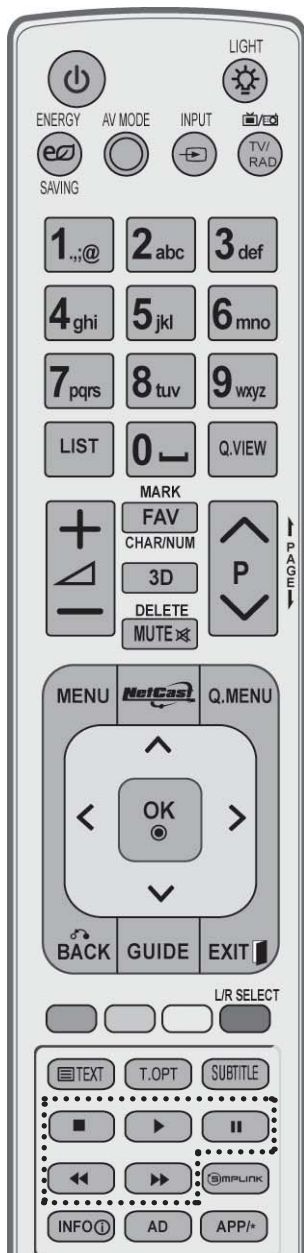 LIGHT
ENERGY AV MODE INPUT
TV/
RAD
SAVING
1.,;@ 2abc 3def
4ghi 5jkl 6mno
7pqrs 8tuv 9wxyz
LIST 0 Q.VIEW
MARK
FAV
CHAR/NUM
3D
P
PAGE
DELETE
MUTE
MENU NetCast Q.MENU
OK
BACK GUIDE EXIT
L/R SELECT
TEXT T.OPT SUBTITLE
SIMPLINK
INFO i AD APP/*